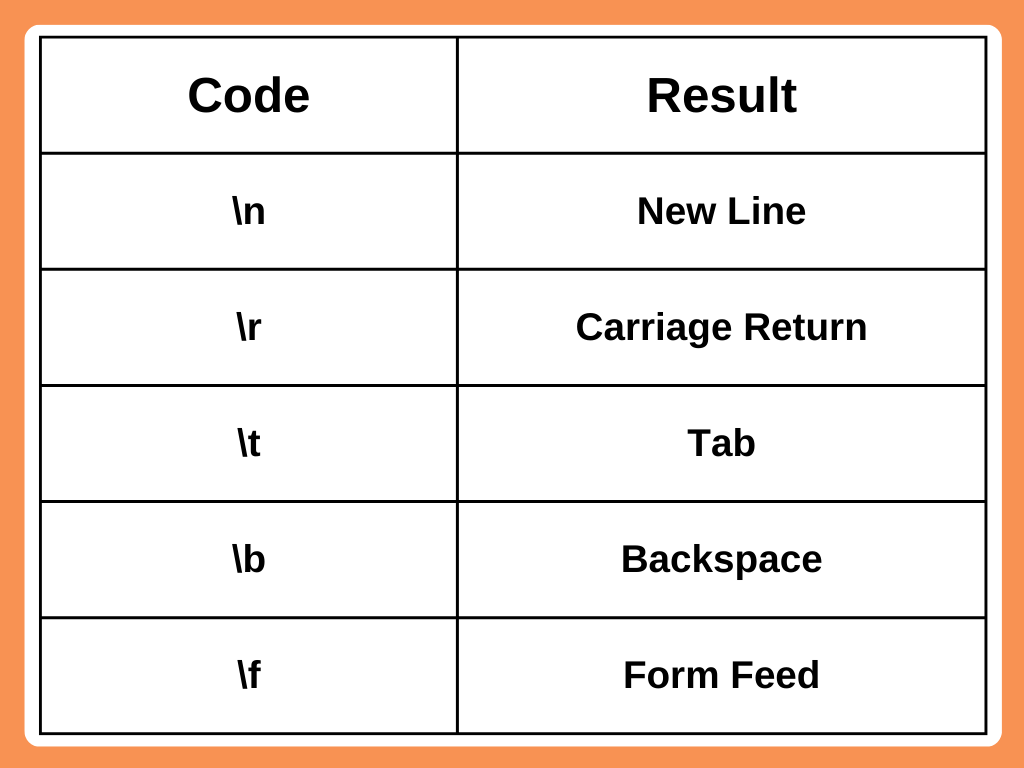 Code Result
\n New Line
\r Carriage Return
\t Tab
\b Backspace
\f Form Feed